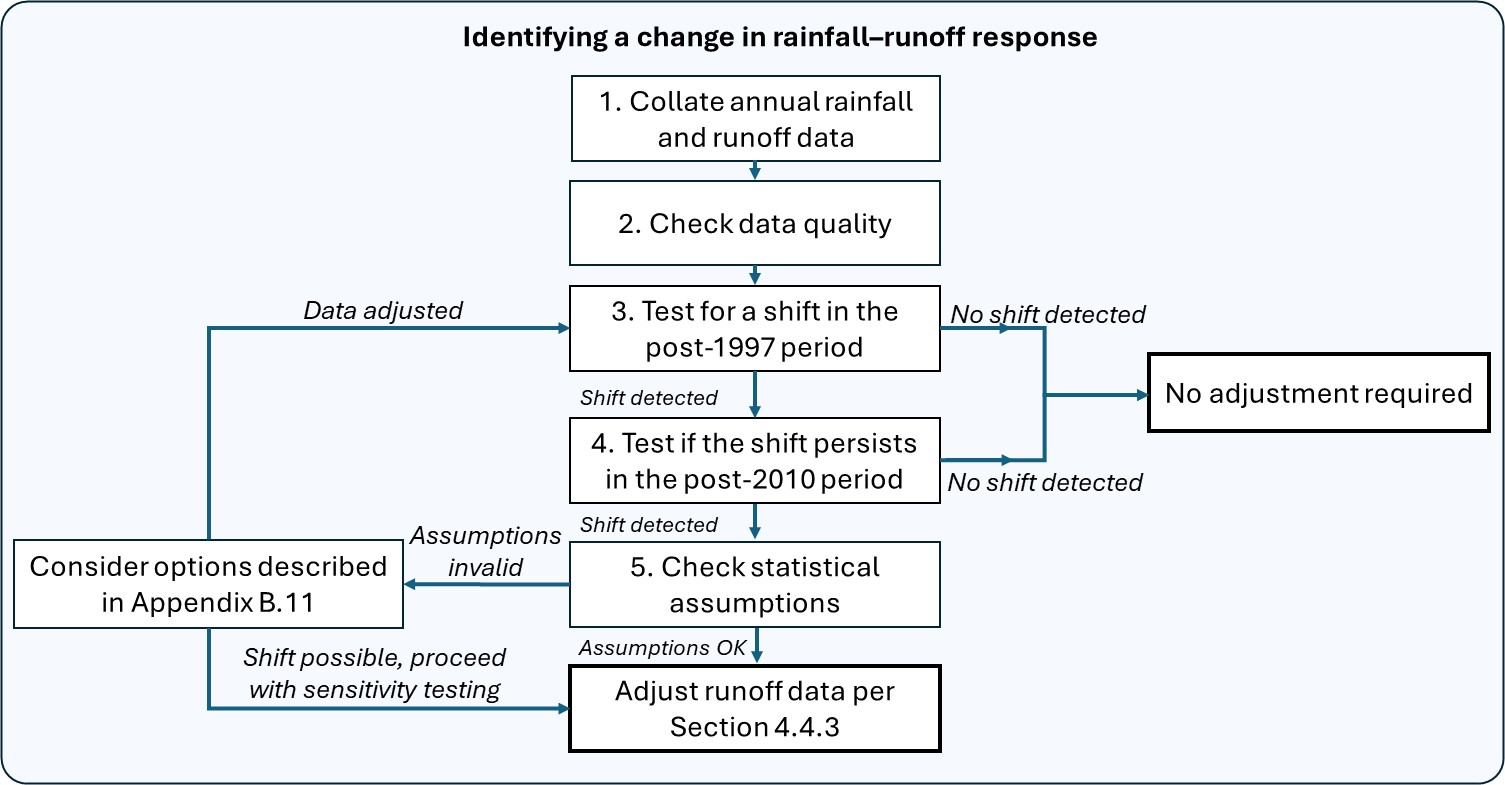 Identifying a change in rainfall–runoff response
1. Collate annual rainfall
and runoff data
2. Check data quality
Data adjusted
3. Test for a shift in the
post-1997 period
No shift detected
No adjustment required
Shift detected
4. Test if the shift persists
in the post-2010 period
No shift detected
Shift detected
Assumptions
invalid
Consider options described
in Appendix B.11
5. Check statistical
assumptions
Assumptions OK
Shift possible, proceed
with sensitivity testing
Adjust runoff data per
Section 4.4.3